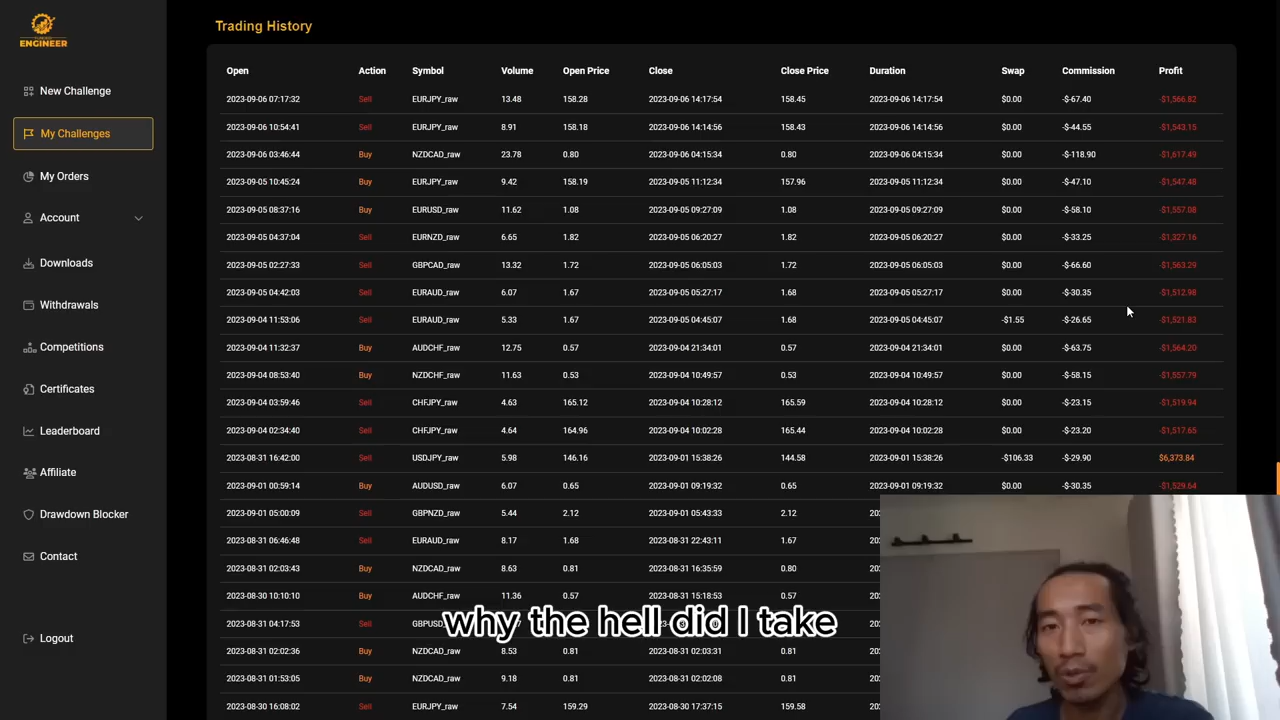 Trading History
ENGINEER
New Challenge
My Challenges
My Orders
Account
Downloads
Withdrawals
Competitions
Certificates
Leaderboard
Affiliate
Drawdown Blocker
Contact
Logout
Open Action Symbol Volume Open Price Close Close Price Duration Swap Commission Profit
2023-09-06 07:17:32 Sell EURJPY_raw 13.48 158.28 2023-09-06 14:17:54 158.45 2023-09-06 14:17:54 $0.00 -$-67.40 -$1,566.82
2023-09-06 10:54:41 Sell EURJPY_raw 8.91 158.18 2023-09-06 14:14:56 158.43 2023-09-06 14:14:56 $0.00 -$-44.55 -$1,543.15
2023-09-06 03:46:44 Buy NZDCAD_raw 23.78 0.80 2023-09-06 04:15:34 0.80 2023-09-06 04:15:34 $0.00 -$-118.90 -$1,617.49
2023-09-05 10:45:24 Buy EURJPY_raw 9.42 158.19 2023-09-05 11:12:34 157.96 2023-09-05 11:12:34 $0.00 -$-47.10 -$1,547.48
2023-09-05 08:37:16 Buy EURUSD_raw 11.62 1.08 2023-09-05 09:27:09 1.08 2023-09-05 09:27:09 $0.00 -$-58.10 -$1,557.08
2023-09-05 04:37:04 Sell EURNZD_raw 6.65 1.82 2023-09-05 06:20:27 1.82 2023-09-05 06:20:27 $0.00 -$-33.25 -$1,327.16
2023-09-05 02:27:33 Sell GBPCAD_raw 13.32 1.72 2023-09-05 06:05:03 1.72 2023-09-05 06:05:03 $0.00 -$-66.60 -$1,563.29
2023-09-05 04:42:03 Sell EURAUD_raw 6.07 1.67 2023-09-05 05:27:17 1.68 2023-09-05 05:27:17 $0.00 -$-30.35 -$1,512.98
2023-09-04 11:53:06 Sell EURAUD_raw 5.33 1.67 2023-09-05 04:45:07 1.68 2023-09-05 04:45:07 -$1.55 -$-26.65 -$1,521.83
2023-09-04 11:32:37 Buy AUDCHF_raw 12.75 0.57 2023-09-04 21:34:01 0.57 2023-09-04 21:34:01 $0.00 -$-63.75 -$1,564.20
2023-09-04 08:53:40 Buy NZDCHF_raw 11.63 0.53 2023-09-04 10:49:57 0.53 2023-09-04 10:49:57 $0.00 -$-58.15 -$1,557.79
2023-09-04 03:59:46 Sell CHFJPY_raw 4.63 165.12 2023-09-04 10:28:12 165.59 2023-09-04 10:28:12 $0.00 -$-23.15 -$1,519.94
2023-09-04 02:34:40 Sell CHFJPY_raw 4.64 164.96 2023-09-04 10:02:28 165.44 2023-09-04 10:02:28 $0.00 -$-23.20 -$1,517.65
2023-08-31 16:42:00 Sell USDJPY_raw 5.98 146.16 2023-09-01 15:38:26 144.58 2023-09-01 15:38:26 -$106.33 -$-29.90 $6,373.84
2023-09-01 00:59:14 Buy AUDUSD_raw 6.07 0.65 2023-09-01 09:19:32 0.65 2023-09-01 09:19:32 $0.00 -$-30.35 -$1,529.64
2023-09-01 05:00:09 Sell GBPNZD_raw 5.44 2.12 2023-09-01 05:43:33 2.12
2023-08-31 06:46:48 Sell EURAUD_raw 8.17 1.68 2023-08-31 22:43:11 1.67
2023-08-31 02:03:43 Buy NZDCAD_raw 8.63 0.81 2023-08-31 16:35:59 0.80
2023-08-30 10:10:10 Buy AUDCHF_raw 11.36 0.57 2023-08-31 15:18:53 0.57
2023-08-31 04:17:53 Sell
why the hell did I take
2023-08-31 02:02:36 Buy NZDCAD_raw 8.53 0.81 2023-08-31 02:03:31 0.81
2023-08-31 01:53:05 Buy NZDCAD_raw 9.18 0.81 2023-08-31 02:02:08 0.81
2023-08-30 16:08:02 Sell EURJPY_raw 7.54 159.29 2023-08-30 17:37:15 159.58